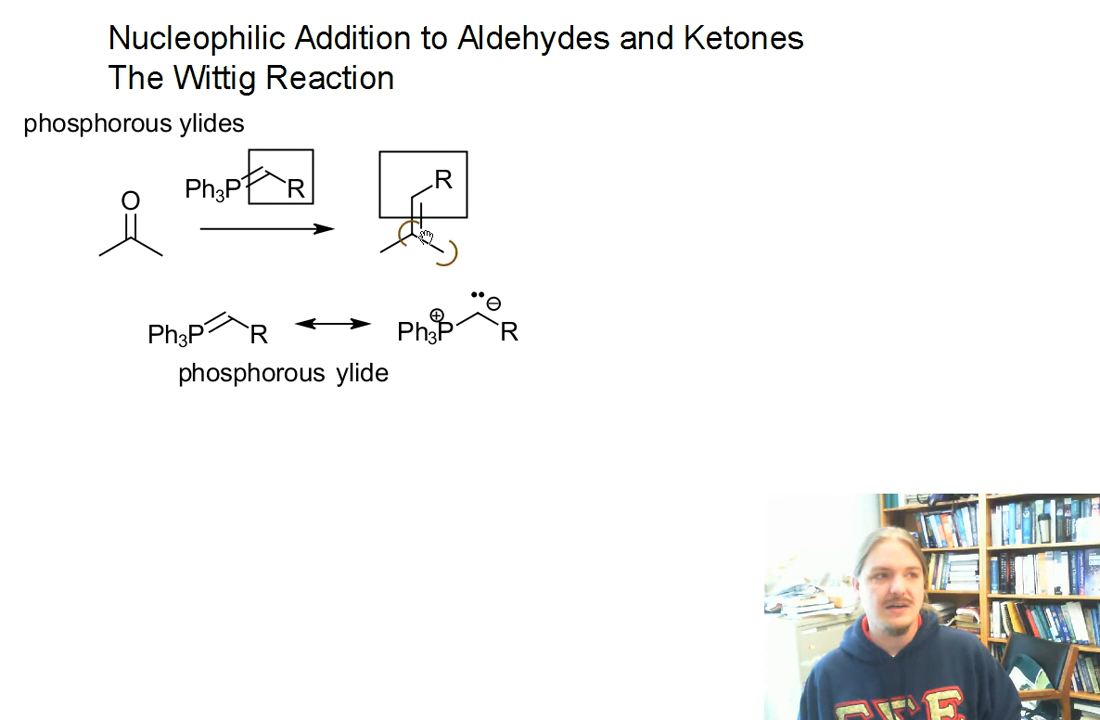 Nucleophilic Addition to Aldehydes and Ketones
The Wittig Reaction
phosphorous ylides
O
Ph3P R
R
Ph3P R
⊕ ⊖
Ph3P R
phosphorous ylide